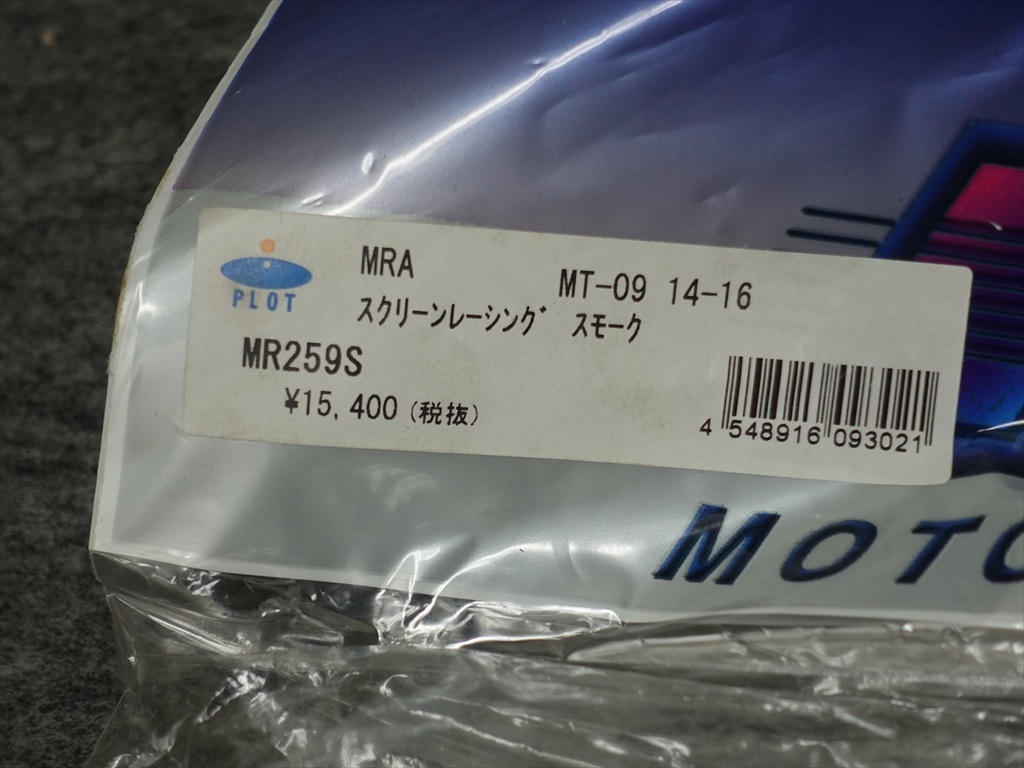 PLOT
MRA
MT-09 14-16
ｽｸﾘｰﾝﾚｰｼﾝｸﾞ ｽﾓｰｸ
MR259S
¥15,400(税抜)
4 548916 093021
MOTO